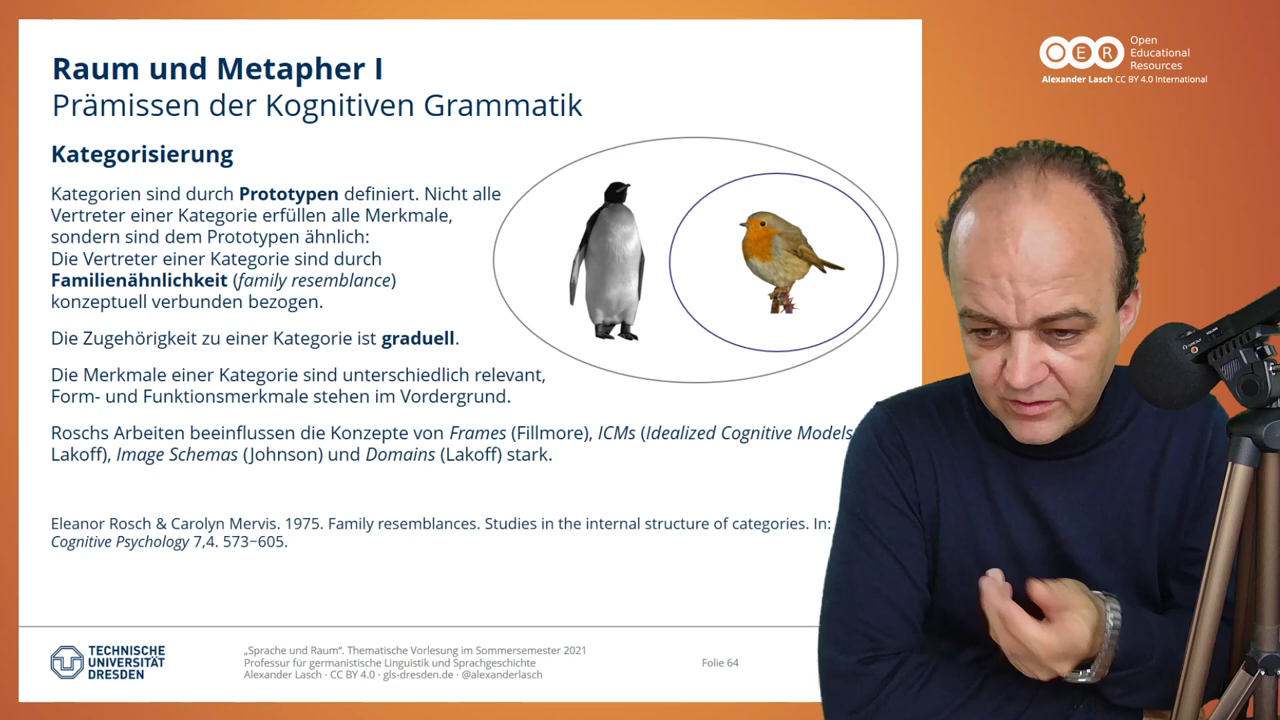 Raum und Metapher I
Prämissen der Kognitiven Grammatik
Kategorisierung
Kategorien sind durch Prototypen definiert. Nicht alle
Vertreter einer Kategorie erfüllen alle Merkmale,
sondern sind dem Prototypen ähnlich:
Die Vertreter einer Kategorie sind durch
Familienähnlichkeit (family resemblance)
konzeptuell verbunden bezogen.
Die Zugehörigkeit zu einer Kategorie ist graduell.
Die Merkmale einer Kategorie sind unterschiedlich relevant,
Form- und Funktionsmerkmale stehen im Vordergrund.
Roschs Arbeiten beeinflussen die Konzepte von Frames (Fillmore), ICMs (Idealized Cognitive Models
Lakoff), Image Schemas (Johnson) und Domains (Lakoff) stark.
Eleanor Rosch & Carolyn Mervis. 1975. Family resemblances. Studies in the internal structure of categories. In:
Cognitive Psychology 7,4. 573–605.
TECHNISCHE
UNIVERSITÄT
DRESDEN
„Sprache und Raum“. Thematische Vorlesung im Sommersemester 2021
Professur für germanistische Linguistik und Sprachgeschichte
Alexander Lasch · CC BY 4.0 · gls-dresden.de · @alexanderlasch
Folie 64
OER
Open
Educational
Resources
Alexander Lasch CC BY 4.0 International